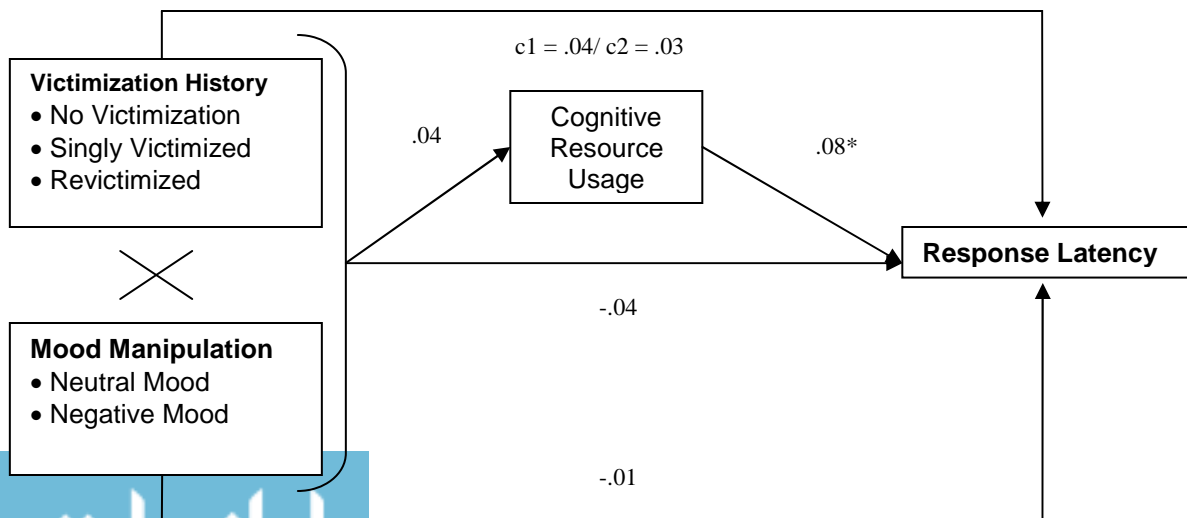 c1 = .04/ c2 = .03
Victimization History
• No Victimization
• Singly Victimized
• Revictimized
.04
Cognitive
Resource
Usage
.08*
Response Latency
-.04
Mood Manipulation
• Neutral Mood
• Negative Mood
-.01